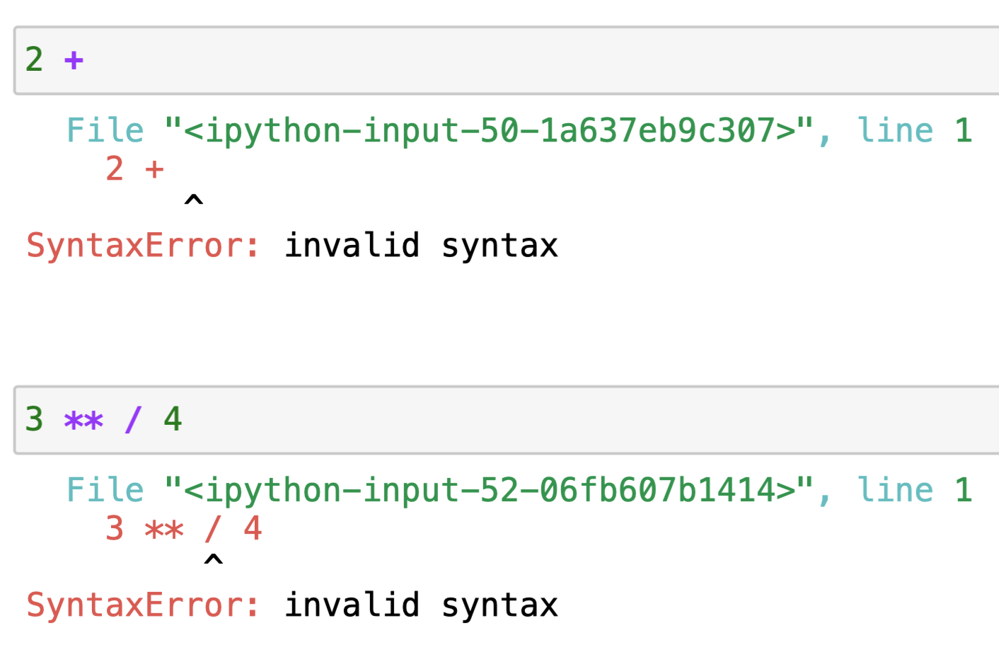 2 +
File "<ipython-input-50-1a637eb9c307>", line 1
2 +
^
SyntaxError: invalid syntax
3 ** / 4
File "<ipython-input-52-06fb607b1414>", line 1
3 ** / 4
^
SyntaxError: invalid syntax